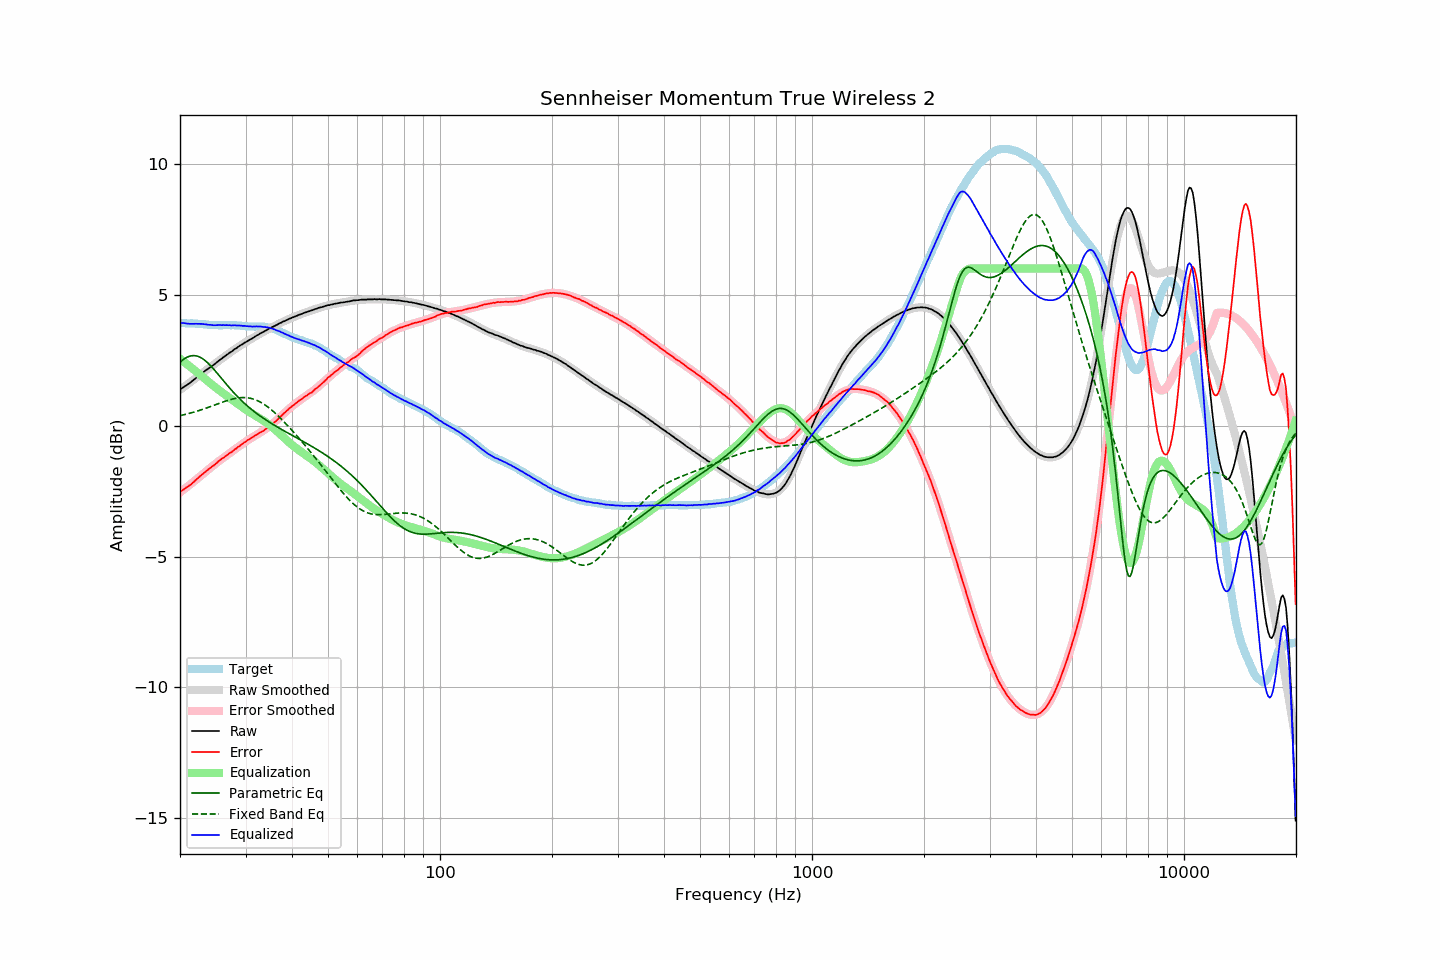 Sennheiser Momentum True Wireless 2
Amplitude (dBr)
10
5
0
−5
−10
−15
Target
Raw Smoothed
Error Smoothed
Raw
Error
Equalization
Parametric Eq
Fixed Band Eq
Equalized
100
1000
10000
Frequency (Hz)